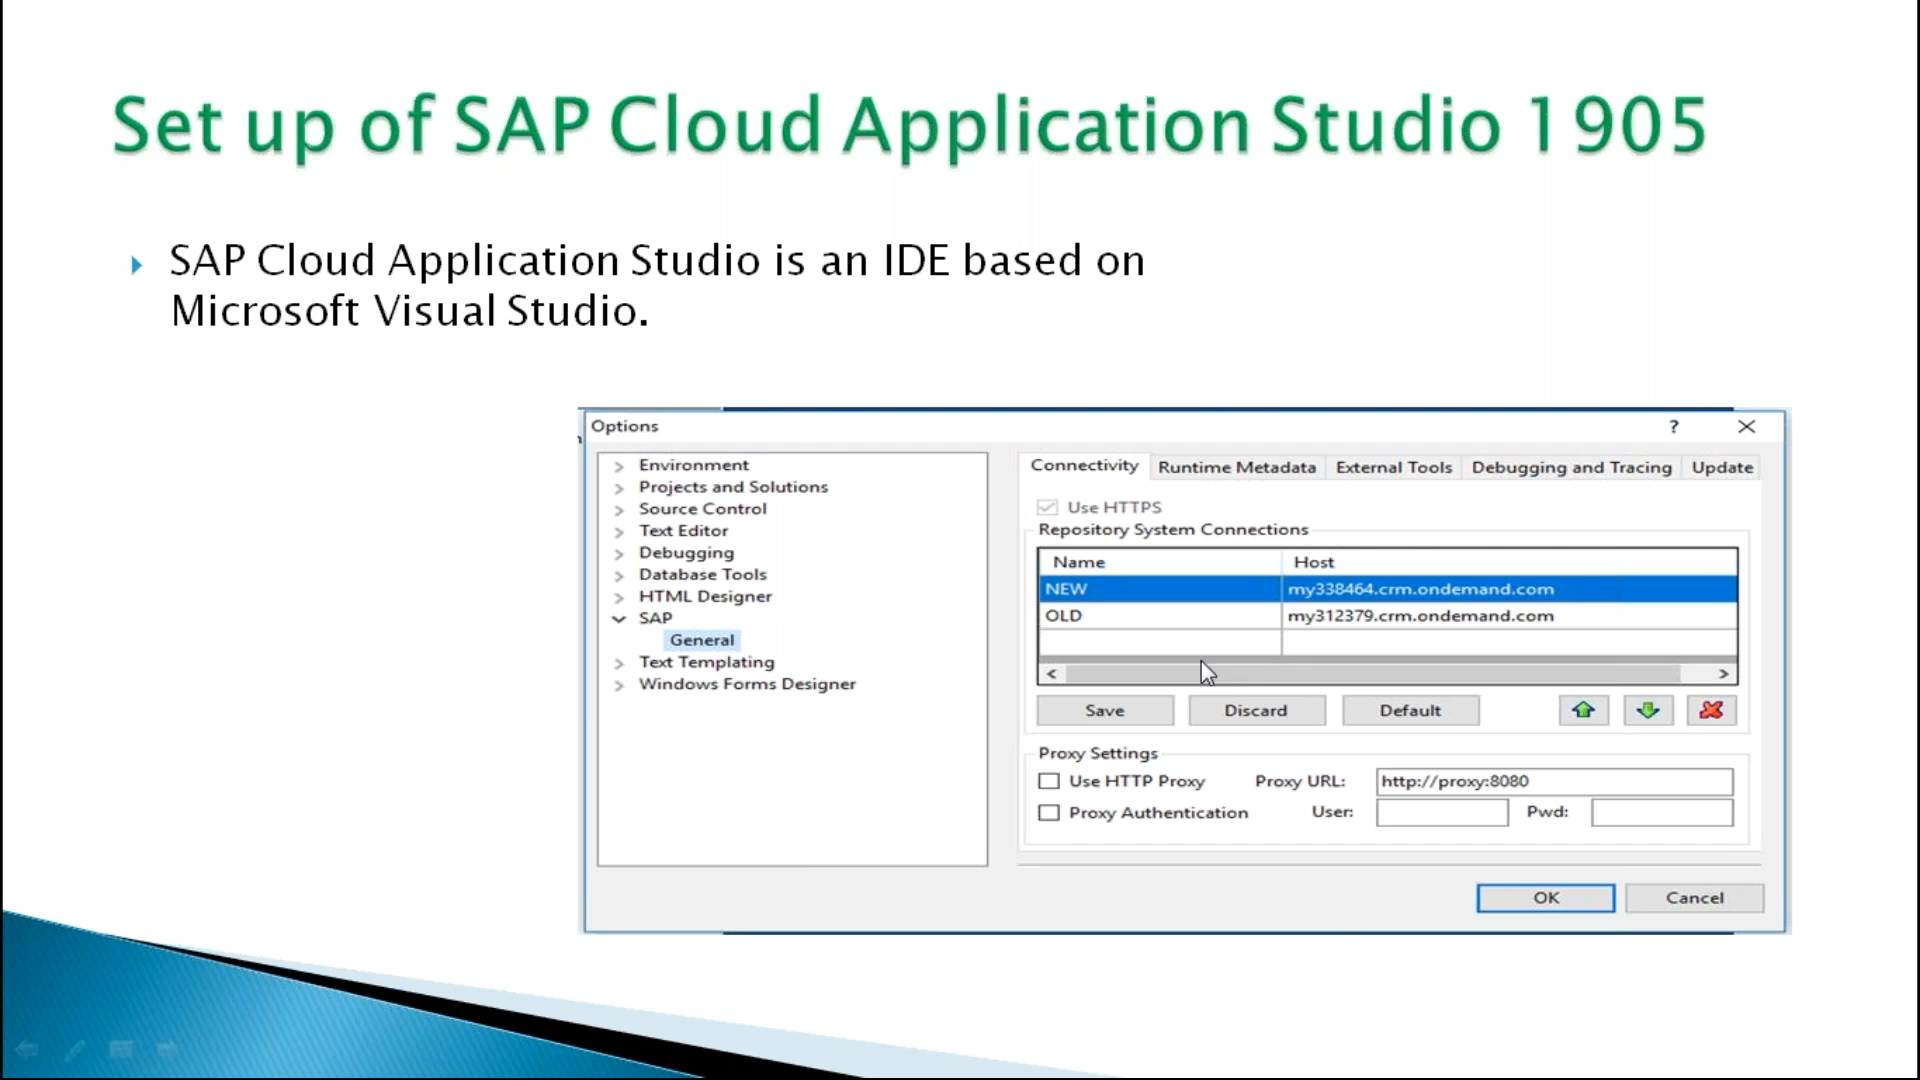 Set up of SAP Cloud Application Studio 1905
SAP Cloud Application Studio is an IDE based on
Microsoft Visual Studio.
Options
?
Environment
Projects and Solutions
Source Control
Text Editor
Debugging
Database Tools
HTML Designer
SAP
General
Text Templating
Windows Forms Designer
Connectivity Runtime Metadata External Tools Debugging and Tracing Update
Use HTTPS
Repository System Connections
Name Host
NEW my338464.crm.ondemand.com
OLD my312379.crm.ondemand.com
Save Discard Default
Proxy Settings
Use HTTP Proxy Proxy URL: http://proxy:8080
Proxy Authentication User: Pwd:
OK Cancel